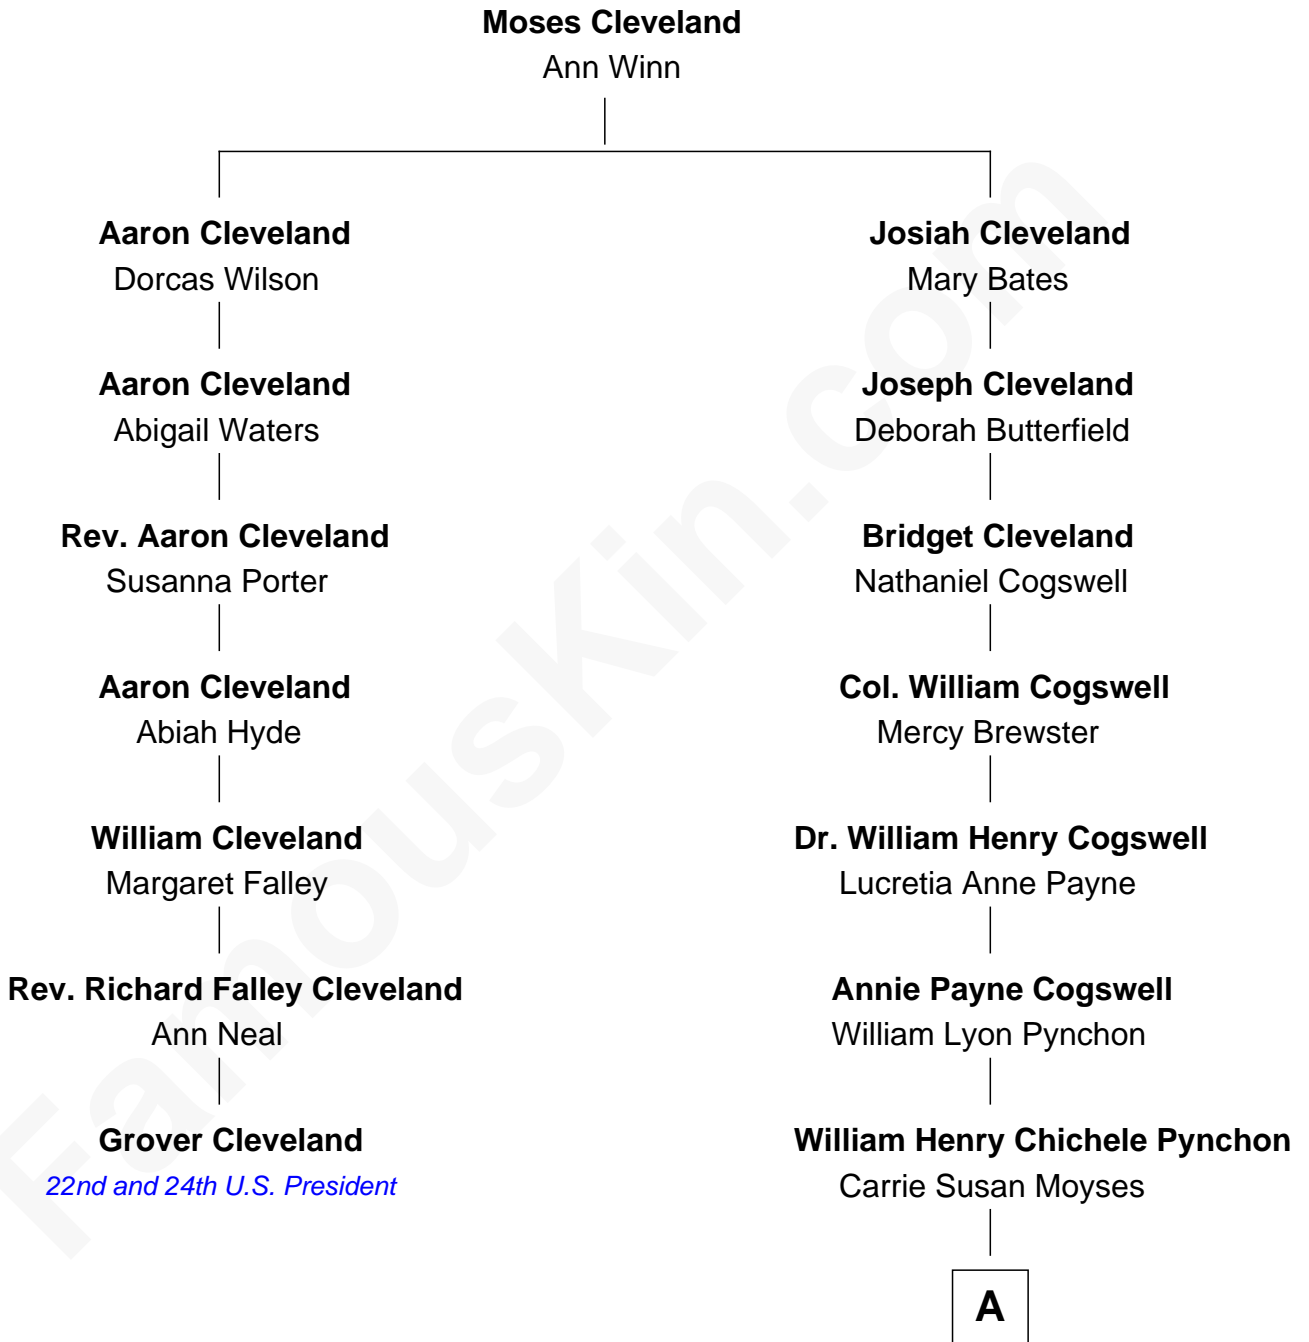 Moses Cleveland
Ann Winn
Aaron Cleveland
Dorcas Wilson
Aaron Cleveland
Abigail Waters
Rev. Aaron Cleveland
Susanna Porter
Aaron Cleveland
Abiah Hyde
William Cleveland
Margaret Falley
Rev. Richard Falley Cleveland
Ann Neal
Grover Cleveland
22nd and 24th U.S. President
Josiah Cleveland
Mary Bates
Joseph Cleveland
Deborah Butterfield
Bridget Cleveland
Nathaniel Cogswell
Col. William Cogswell
Mercy Brewster
Dr. William Henry Cogswell
Lucretia Anne Payne
Annie Payne Cogswell
William Lyon Pynchon
William Henry Chichele Pynchon
Carrie Susan Moyses
A
FamousKin.com